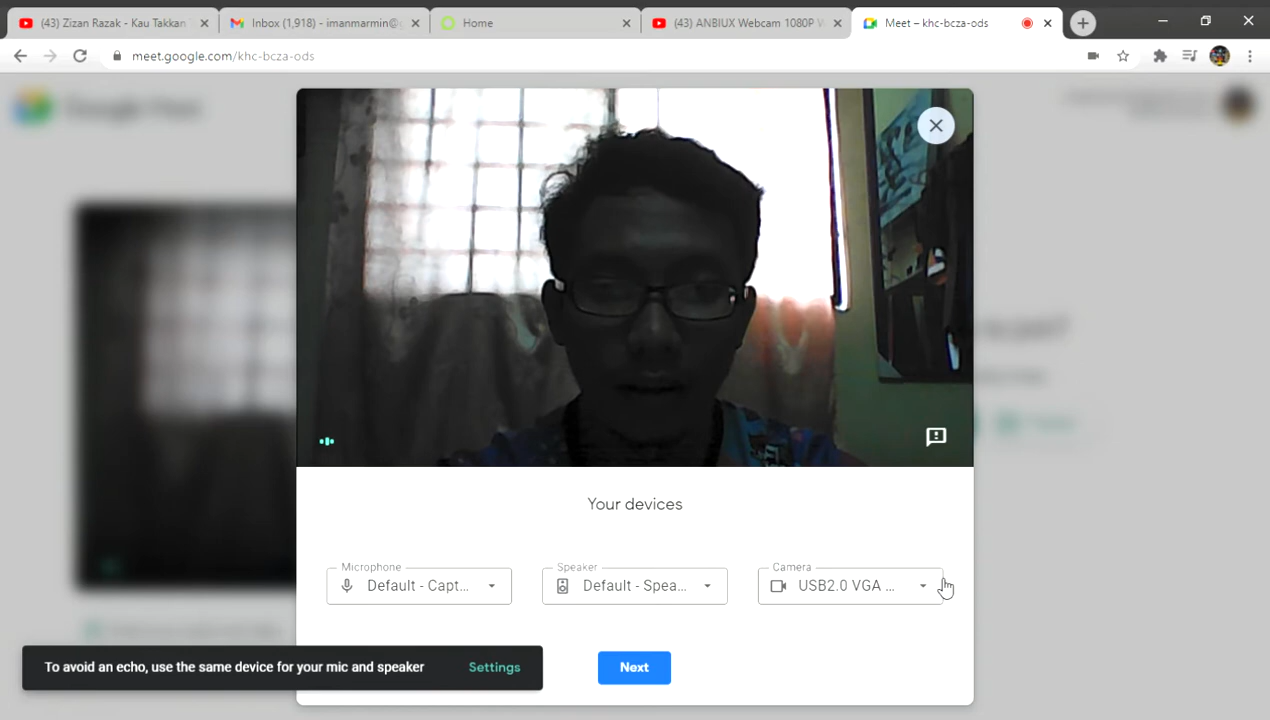 (43) Zizan Razak - Kau Takkan
Inbox (1,918) - imanmarmin@
Home
(43) ANBIUX Webcam 1080P
Meet – khc-bcza-ods
meet.google.com/khc-bcza-ods
Your devices
Microphone
Default - Capt...
Speaker
Default - Spea...
Camera
USB2.0 VGA ...
To avoid an echo, use the same device for your mic and speaker
Settings
Next